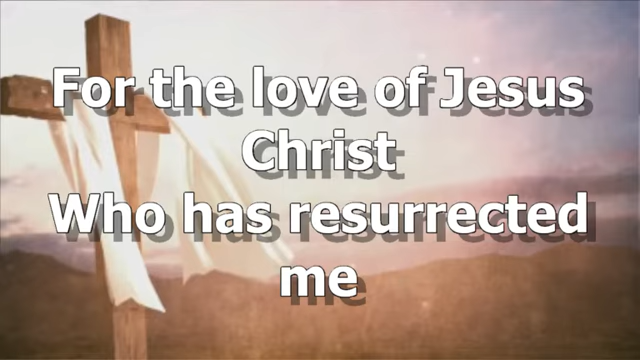 For the love of Jesus
Christ
Who has resurrected
me